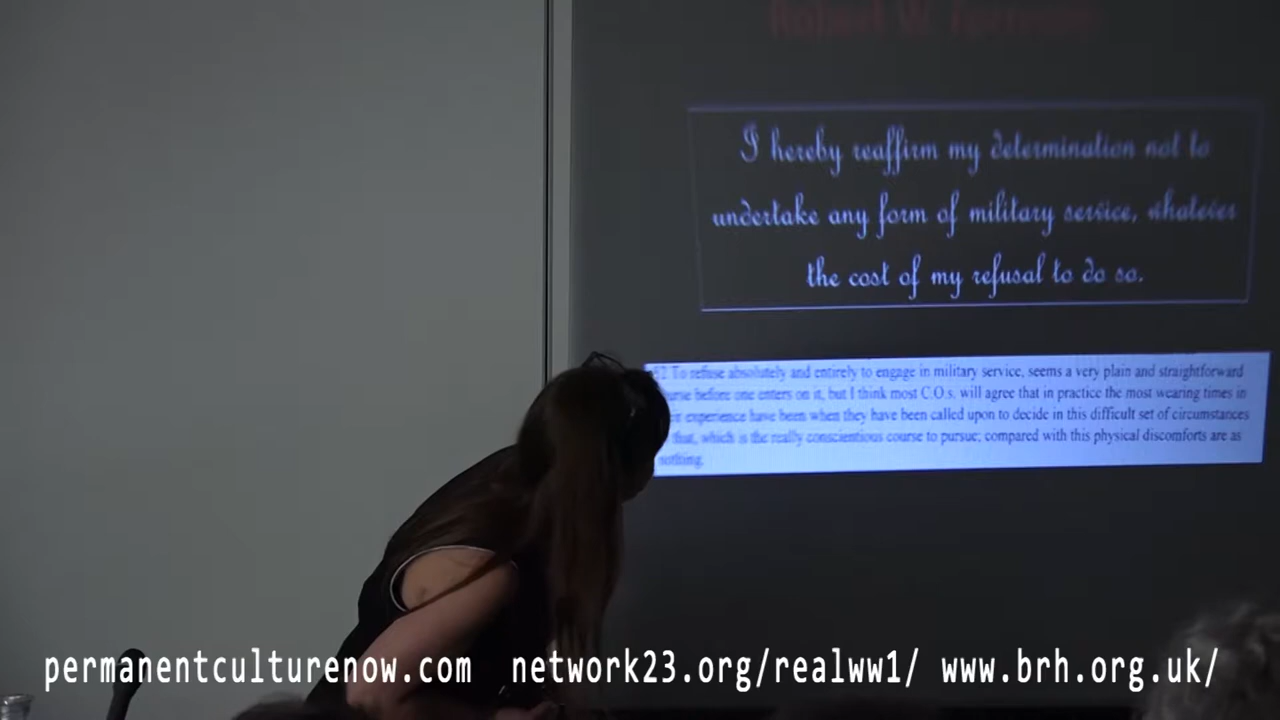 Robert W.
I hereby reaffirm my determination not to
undertake any form of military service, whatever
the cost of my refusal to do so.
To refuse absolutely and entirely to engage in military service, seems a very plain and straightforward
before one enters on it, but I think most C.O.s. will agree that in practice the most wearing times in
experience have been when they have been called upon to decide in this difficult set of circumstances
that, which is the really conscientious course to pursue; compared with this physical discomforts are as
nothing.
permanentculturenow.com network23.org/realww1/ www.brh.org.uk/